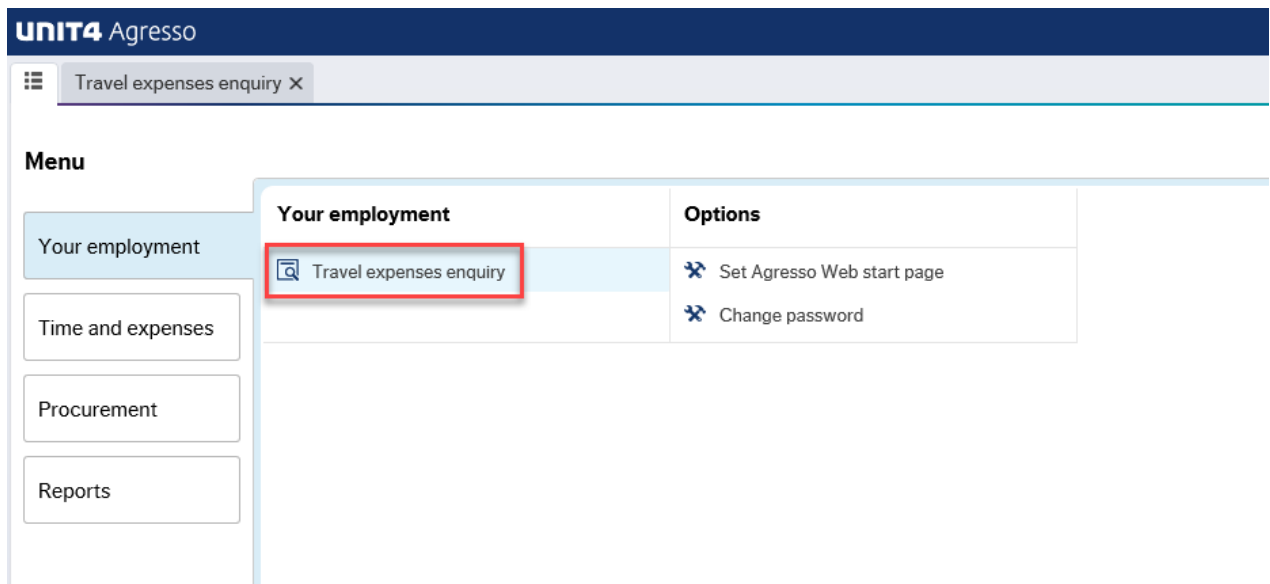 UNIT4 Agresso
Travel expenses enquiry
Menu
Your employment
Time and expenses
Procurement
Reports
Your employment
Travel expenses enquiry
Options
Set Agresso Web start page
Change password